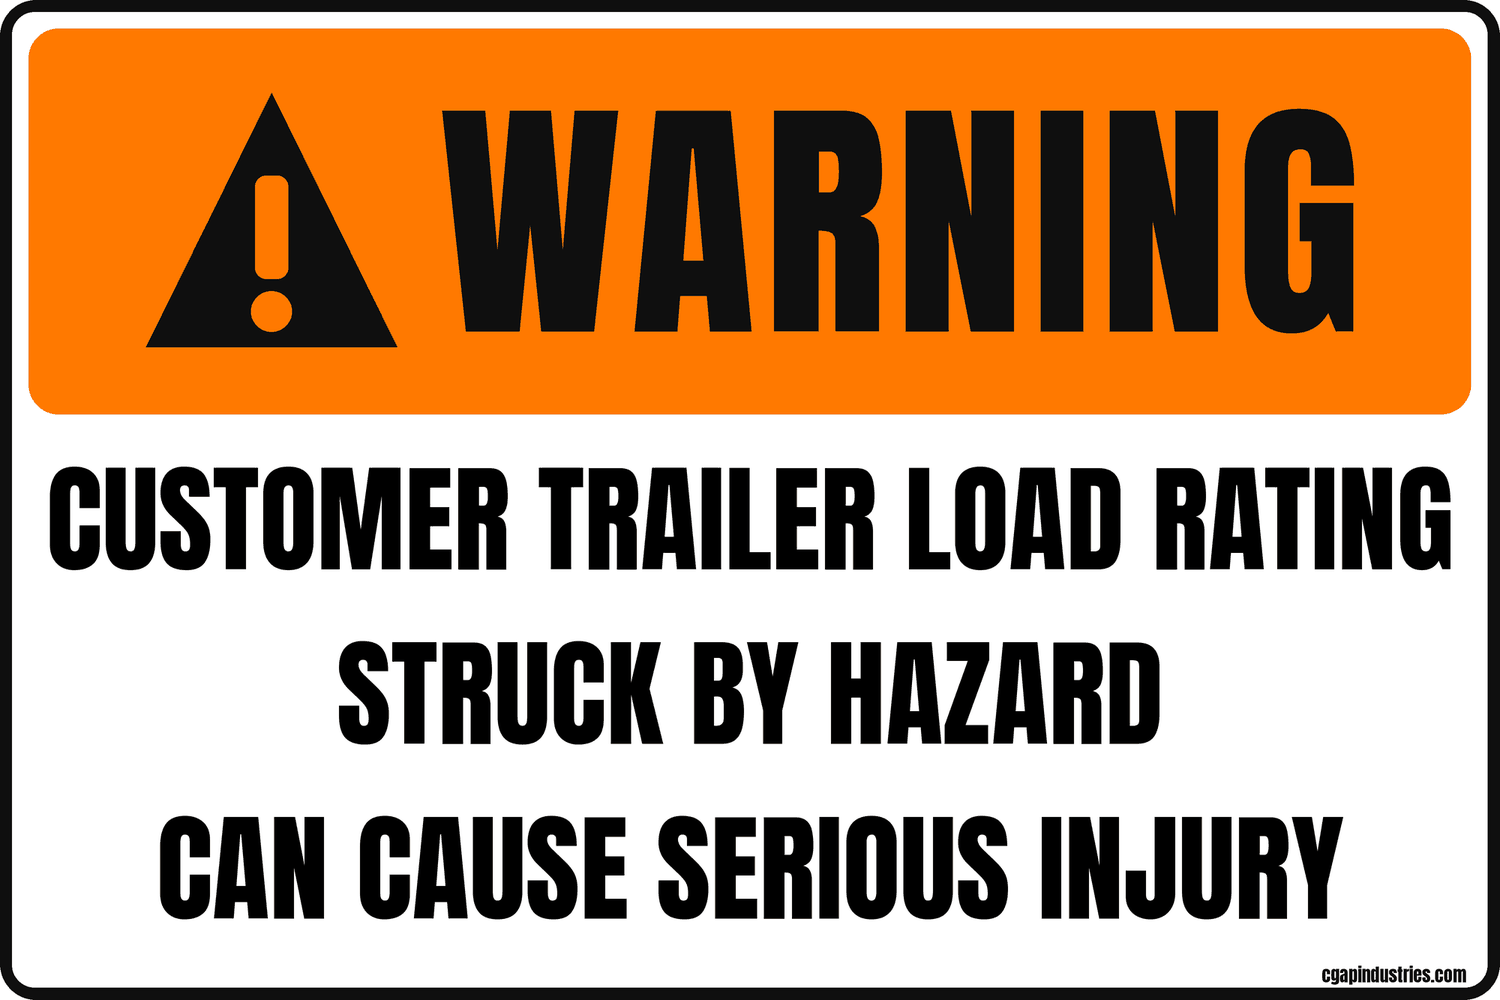 WARNING
CUSTOMER TRAILER LOAD RATING
STRUCK BY HAZARD
CAN CAUSE SERIOUS INJURY
cgapindustries.com